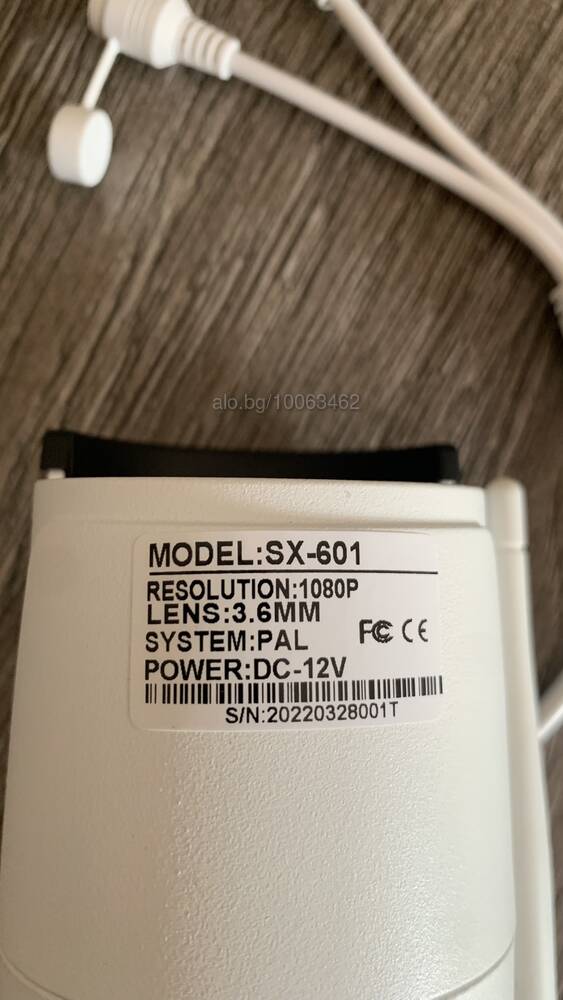 alo.bg/10063462
MODEL:SX-601
RESOLUTION:1080P
LENS:3.6MM
SYSTEM:PAL
FC CE
POWER:DC-12V
S/N:20220328001T